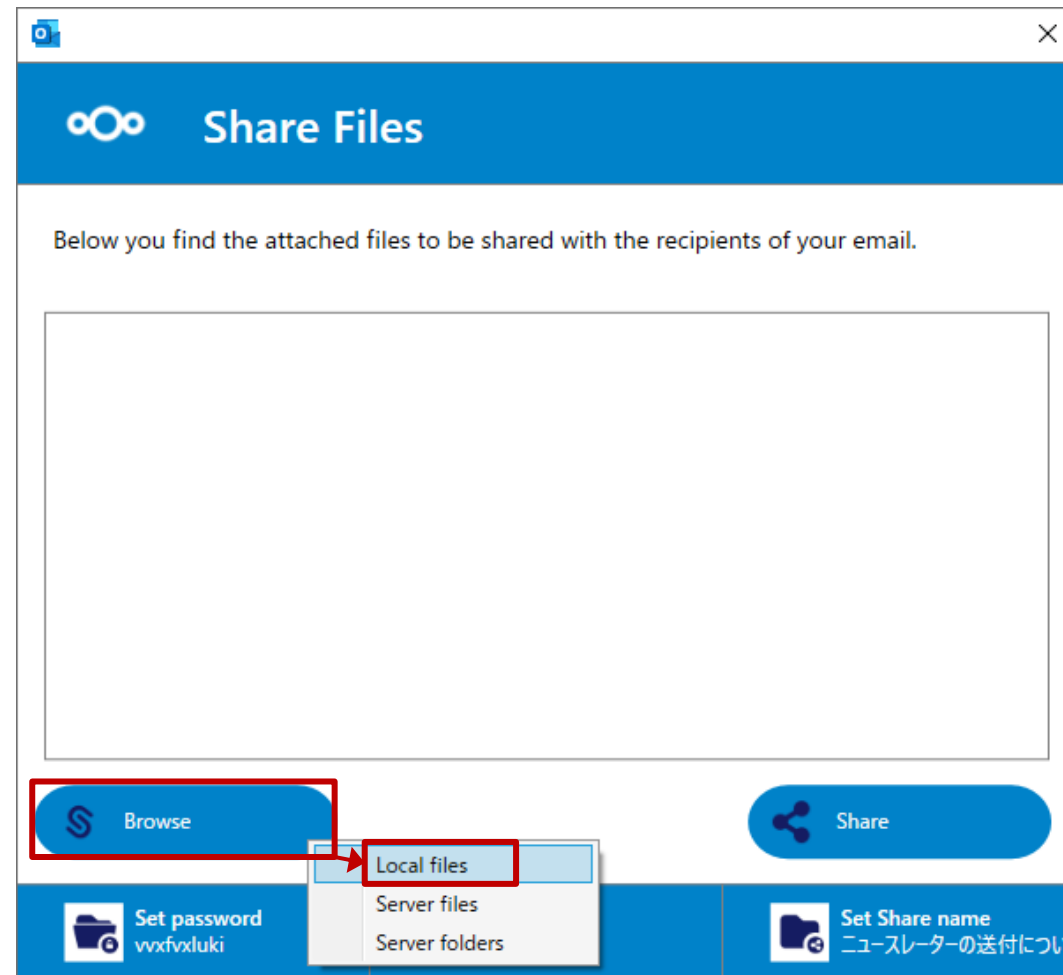 Share Files
Below you find the attached files to be shared with the recipients of your email.
Browse
Share
Local files
Server files
Server folders
Set password
vvxfvxluki
Set Share name
ニュースレーターの送付につい